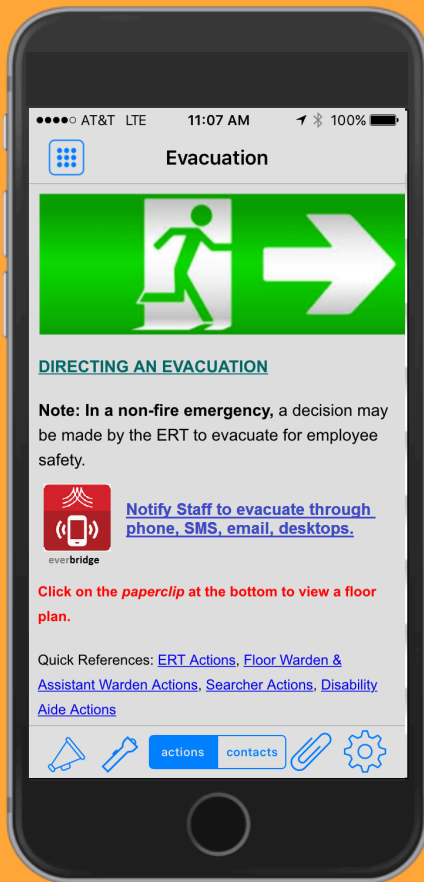 AT&T LTE 11:07 AM 100%
Evacuation
DIRECTING AN EVACUATION
Note: In a non-fire emergency, a decision may
be made by the ERT to evacuate for employee
safety.
Notify Staff to evacuate through
phone, SMS, email, desktops.
everbridge
Click on the paperclip at the bottom to view a floor
plan.
Quick References: ERT Actions, Floor Warden &
Assistant Warden Actions, Searcher Actions, Disability
Aide Actions
actions contacts